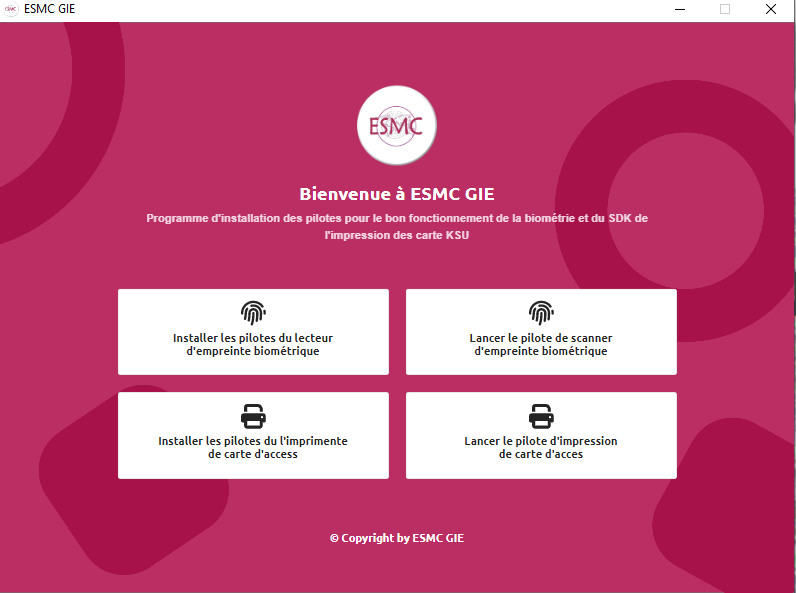 ESMC GIE
ESMC
Bienvenue à ESMC GIE
Programme d'installation des pilotes pour le bon fonctionnement de la biométrie et du SDK de
l'impression des carte KSU
Installer les pilotes du lecteur
d'empreinte biométrique
Lancer le pilote de scanner
d'empreinte biométrique
Installer les pilotes du l'imprimente
de carte d'access
Lancer le pilote d'impression
de carte d'acces
© Copyright by ESMC GIE